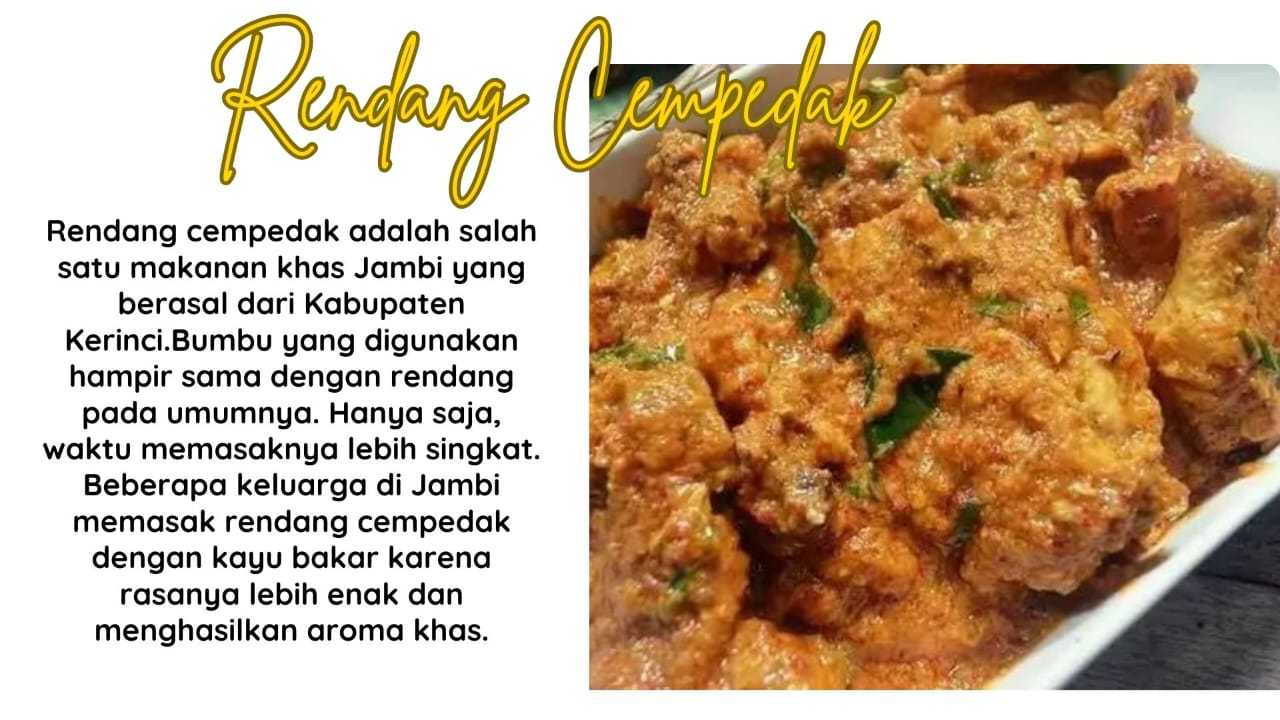 Rendang Cempedak
Rendang cempedak adalah salah
satu makanan khas Jambi yang
berasal dari Kabupaten
Kerinci.Bumbu yang digunakan
hampir sama dengan rendang
pada umumnya. Hanya saja,
waktu memasaknya lebih singkat.
Beberapa keluarga di Jambi
memasak rendang cempedak
dengan kayu bakar karena
rasanya lebih enak dan
menghasilkan aroma khas.